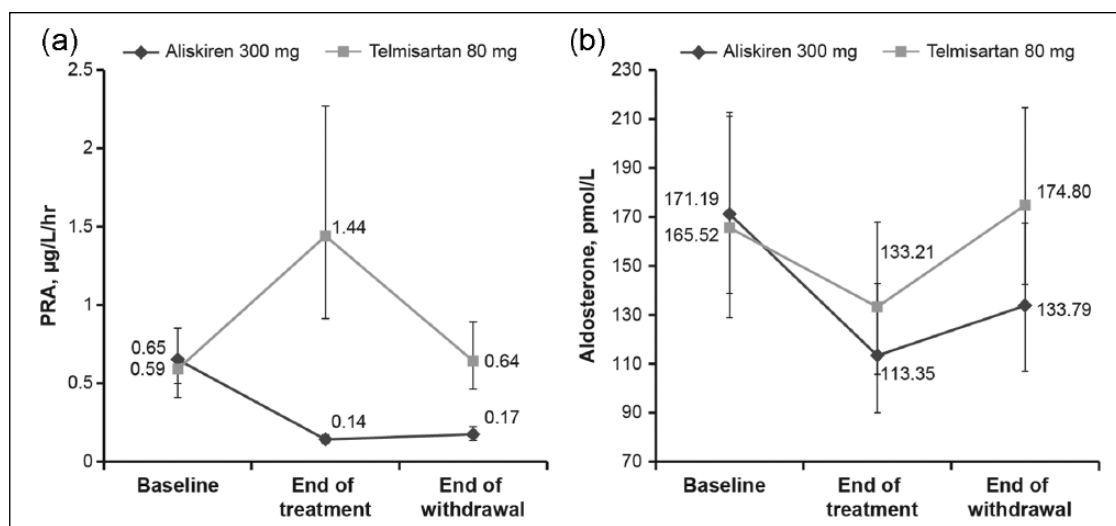 (a)
Aliskiren 300 mg
Telmisartan 80 mg
PRA, µg/L/hr
2.5
2
1.5
1
0.5
0
0.65
0.59
1.44
0.14
0.64
0.17
Baseline
End of treatment
End of withdrawal
(b)
Aliskiren 300 mg
Telmisartan 80 mg
Aldosterone, pmol/L
230
210
190
170
150
130
110
90
70
171.19
165.52
133.21
113.35
174.80
133.79
Baseline
End of treatment
End of withdrawal